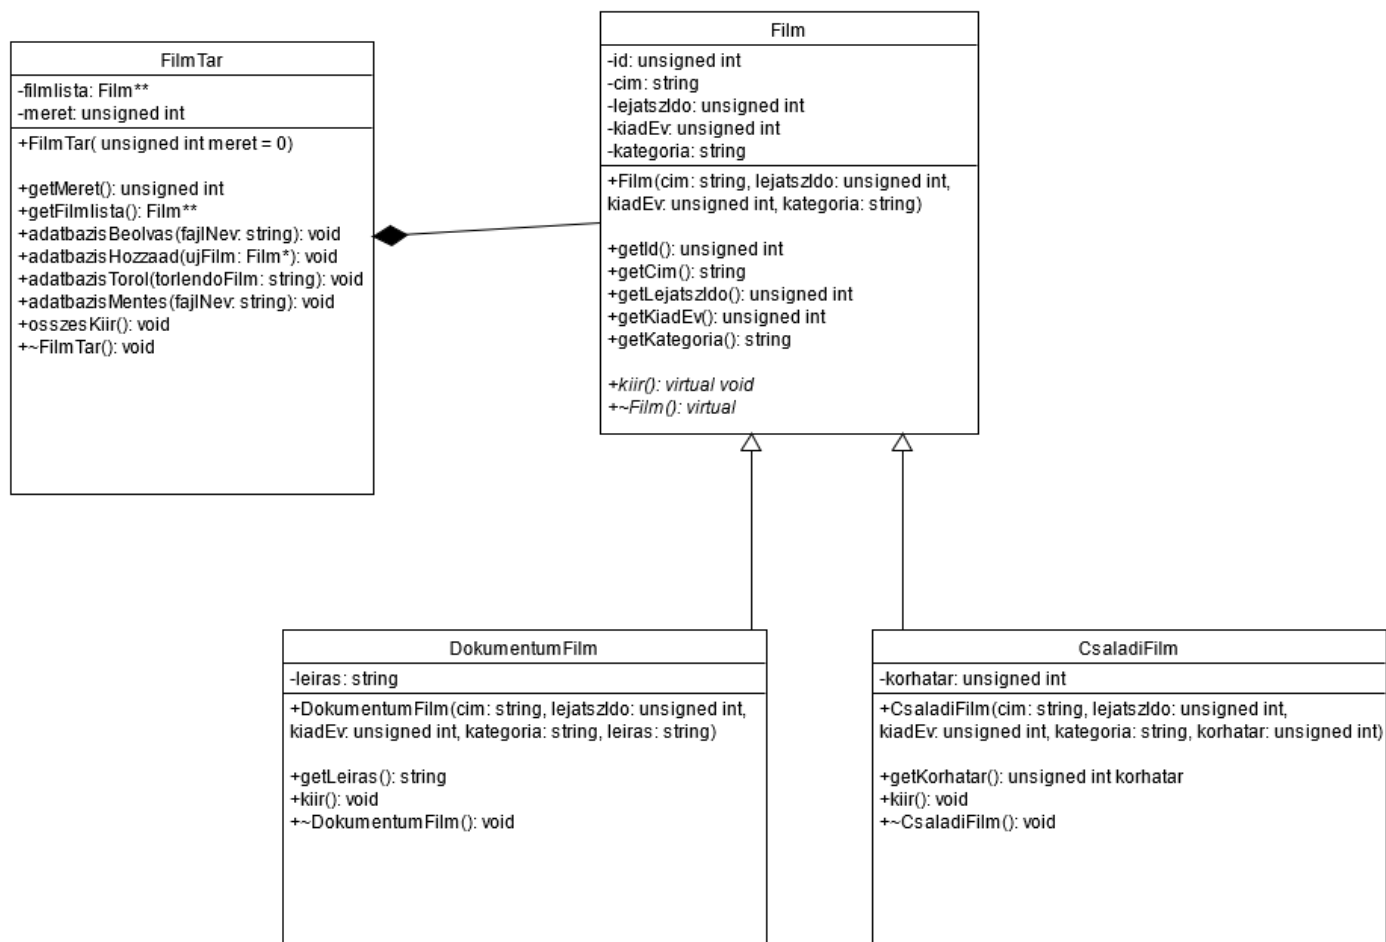 FilmTar
-filmlista: Film**
-meret: unsigned int
+FilmTar( unsigned int meret = 0)
+getMeret(): unsigned int
+getFilmlista(): Film**
+adatbazisBeolvas(fajlNev: string): void
+adatbazisHozzaad(ujFilm: Film*): void
+adatbazisTorol(torlendoFilm: string): void
+adatbazisMentes(fajlNev: string): void
+osszesKiir(): void
+~FilmTar(): void
Film
-id: unsigned int
-cim: string
-lejatszIdo: unsigned int
-kiadEv: unsigned int
-kategoria: string
+Film(cim: string, lejatszIdo: unsigned int,
kiadEv: unsigned int, kategoria: string)
+getId(): unsigned int
+getCim(): string
+getLejatszIdo(): unsigned int
+getKiadEv(): unsigned int
+getKategoria(): string
+kiir(): virtual void
+~Film(): virtual
DokumentumFilm
-leiras: string
+DokumentumFilm(cim: string, lejatszIdo: unsigned int,
kiadEv: unsigned int, kategoria: string, leiras: string)
+getLeiras(): string
+kiir(): void
+~DokumentumFilm(): void
CsaladiFilm
-korhatar: unsigned int
+CsaladiFilm(cim: string, lejatszIdo: unsigned int,
kiadEv: unsigned int, kategoria: string, korhatar: unsigned int)
+getKorhatar(): unsigned int korhatar
+kiir(): void
+~CsaladiFilm(): void